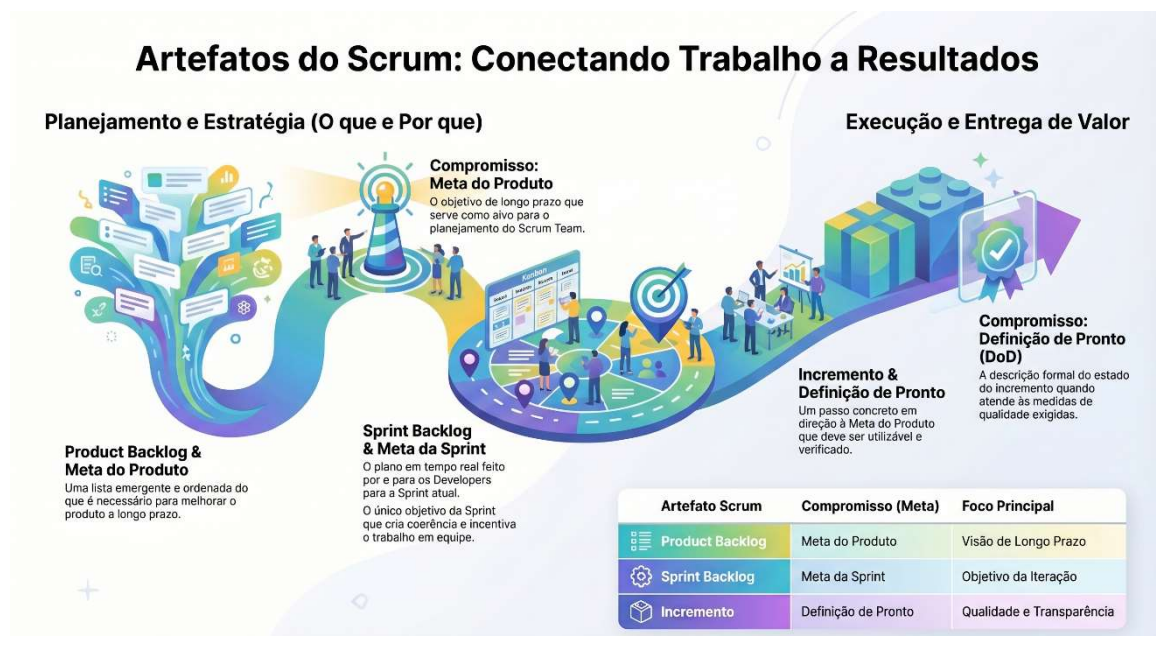 Artefatos do Scrum: Conectando Trabalho a Resultados
Planejamento e Estratégia (O que e Por que)
Execução e Entrega de Valor
Compromisso:
Meta do Produto
O objetivo de longo prazo que
serve como aivo para o
planejamento do Scrum Team.
Konbon
Compromisso:
Definição de Pronto
(DoD)
A descrição formal do estado
do incremento quando
atende às medidas de
qualidade exigidas.
Incremento &
Definição de Pronto
Um passo concreto em
direção à Meta do Produto
que deve ser utilizável e
verificado.
Product Backlog &
Meta do Produto
Uma lista emergente e ordenada do
que é necessário para melhorar o
produto a longo prazo.
Sprint Backlog
& Meta da Sprint
O plano em tempo real feito
por e para os Developers
para a Sprint atual.
O único objetivo da Sprint
que cria coerência e incentiva
o trabalho em equipe.
Artefato Scrum Compromisso (Meta) Foco Principal
Product Backlog Meta do Produto Visão de Longo Prazo
Sprint Backlog Meta da Sprint Objetivo da Iteração
Incremento Definição de Pronto Qualidade e Transparência